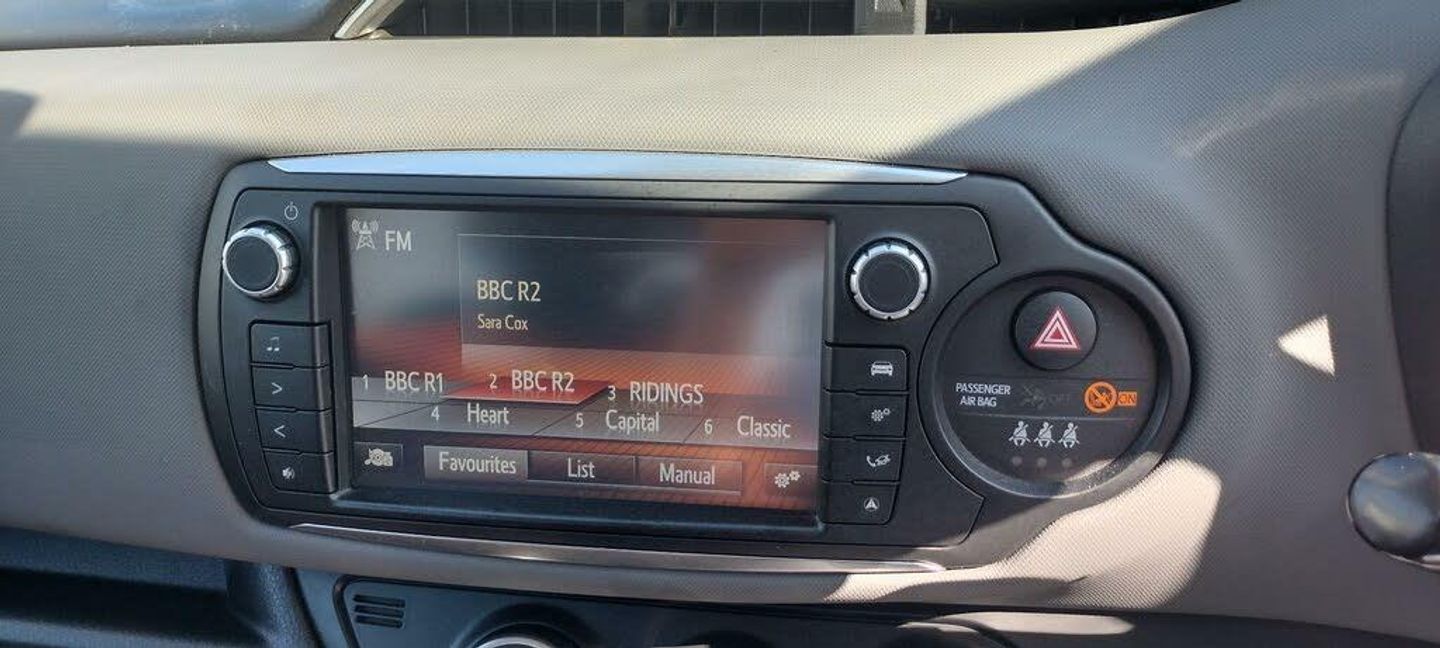 FM
BBC R2
Sara Cox
1 BBC R1 2 BBC R2 3 RIDINGS
4 Heart 5 Capital 6 Classic
Favourites List Manual
PASSENGER
AIR BAG
OFF
ON